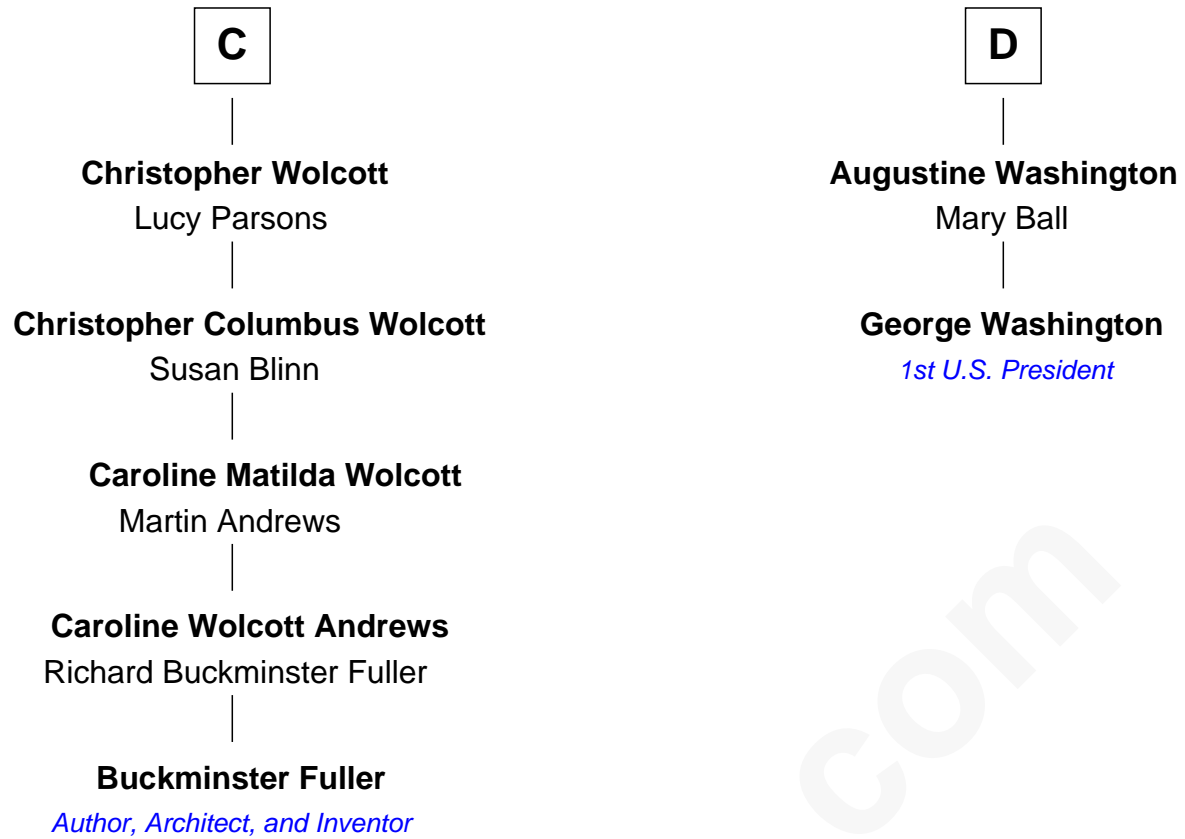 C
Christopher Wolcott
Lucy Parsons
Christopher Columbus Wolcott
Susan Blinn
Caroline Matilda Wolcott
Martin Andrews
Caroline Wolcott Andrews
Richard Buckminster Fuller
Buckminster Fuller
Author, Architect, and Inventor
D
Augustine Washington
Mary Ball
George Washington
1st U.S. President
com